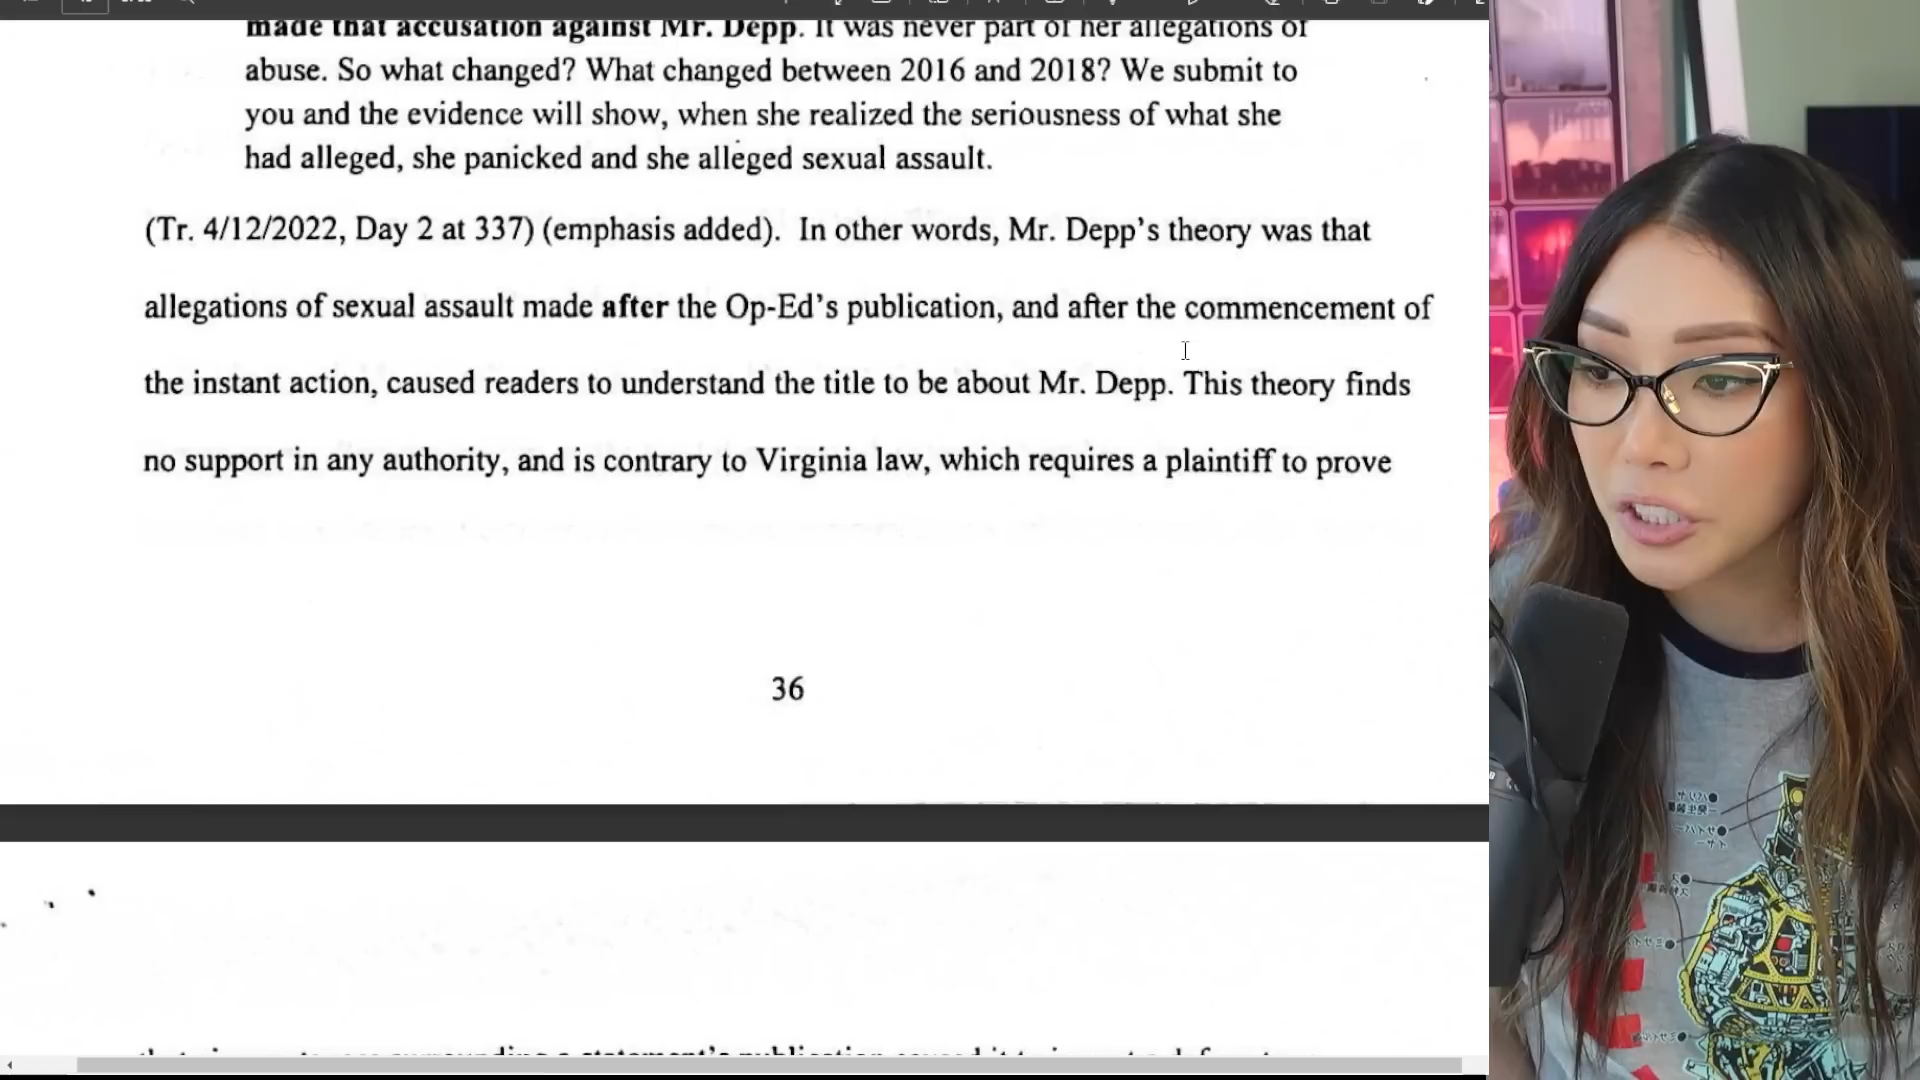 made that accusation against Mr. Depp. It was never part of her allegations of
abuse. So what changed? What changed between 2016 and 2018? We submit to
you and the evidence will show, when she realized the seriousness of what she
had alleged, she panicked and she alleged sexual assault.
(Tr. 4/12/2022, Day 2 at 337) (emphasis added). In other words, Mr. Depp's theory was that
allegations of sexual assault made after the Op-Ed's publication, and after the commencement of
the instant action, caused readers to understand the title to be about Mr. Depp. This theory finds
no support in any authority, and is contrary to Virginia law, which requires a plaintiff to prove
36
surrounding a statement's publication caused it to